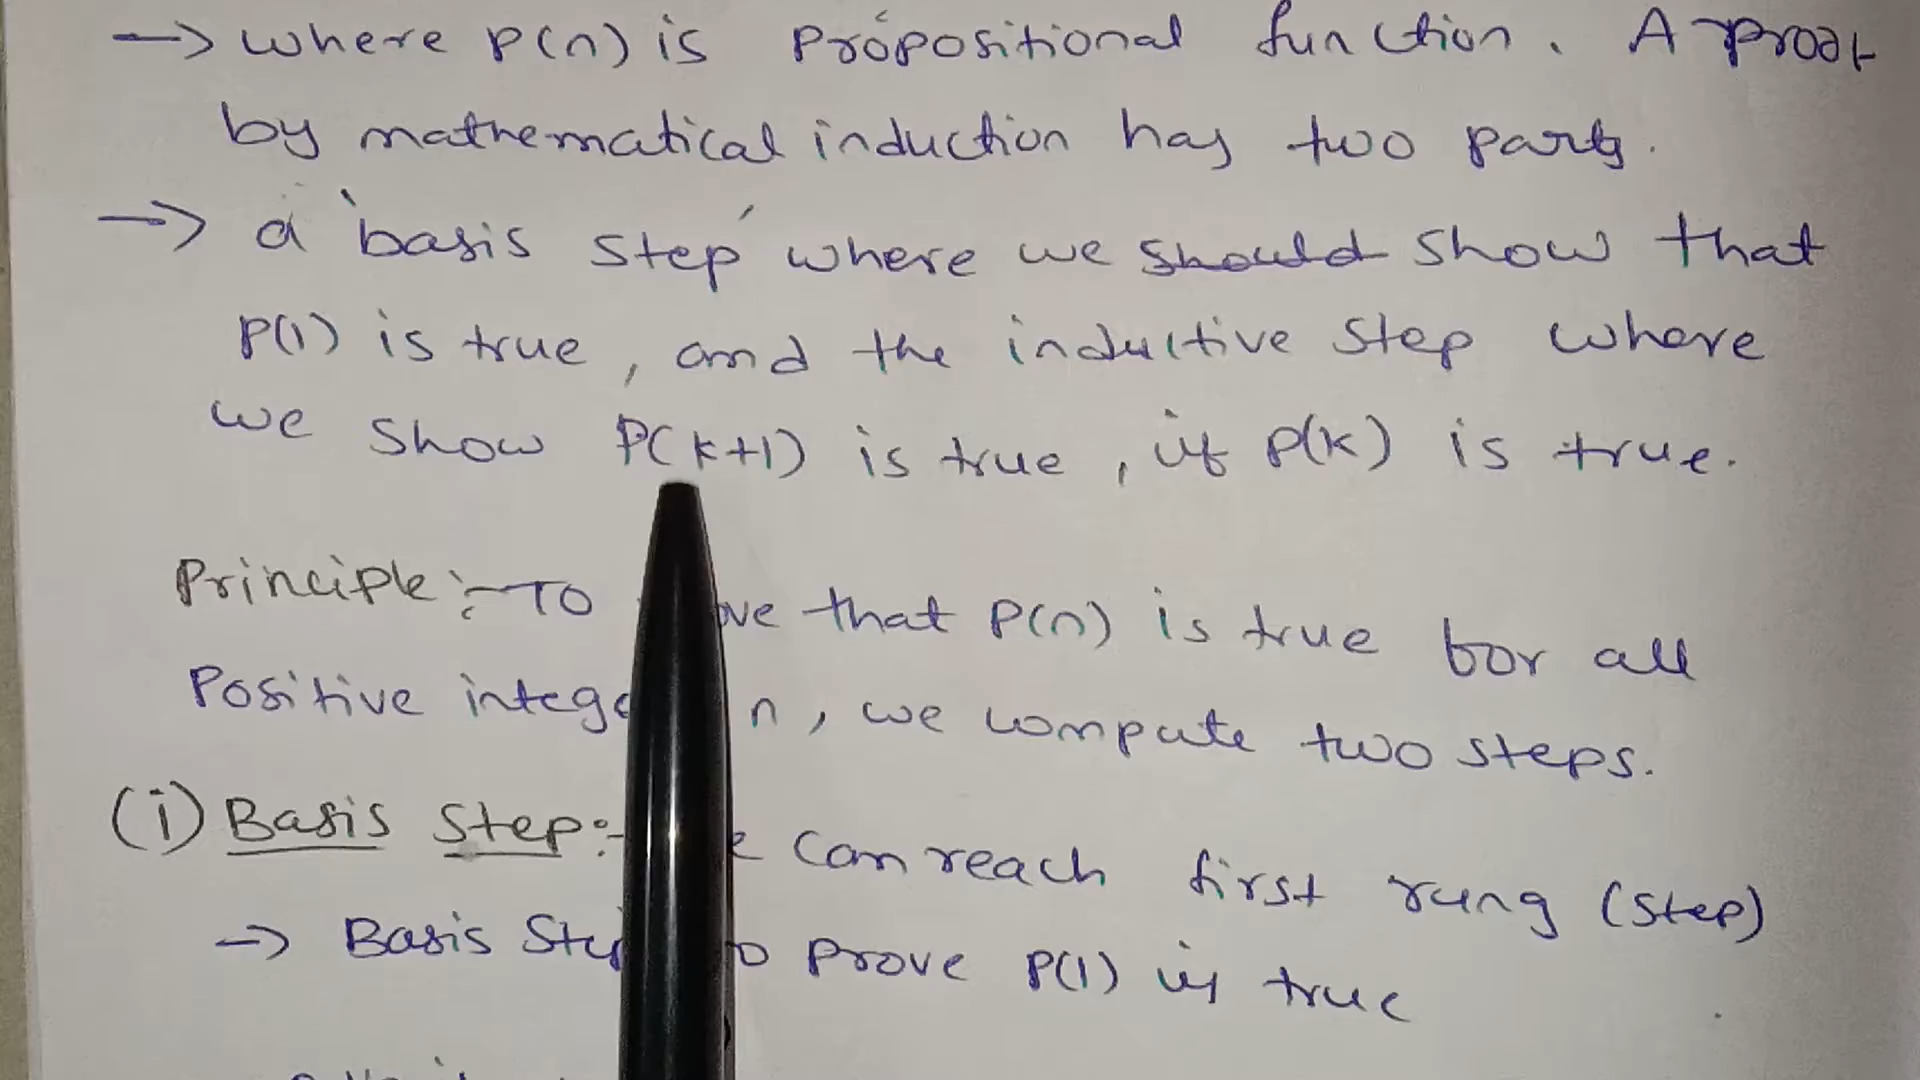 → where P(n) is propositional function. A proof
by mathematical induction has two parts.
→ a basis step where we should show that
P(1) is true, and the inductive step where
we show P(k+1) is true, if P(k) is true.
Principle:- To that P(n) is true for all
Positive n, we compute two steps.
(i) Basis Step:- can reach first rung (step)
→ Basis prove P(1) is true